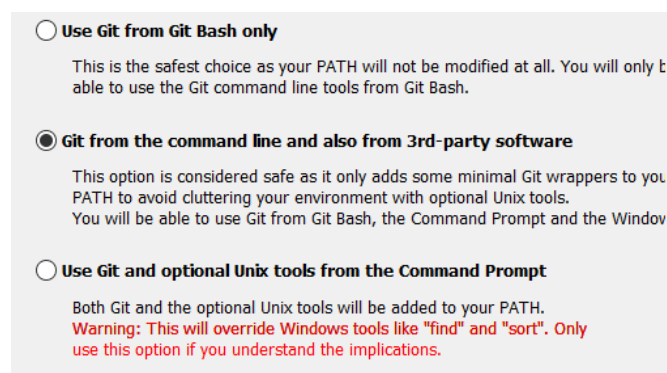 Use Git from Git Bash only
This is the safest choice as your PATH will not be modified at all. You will only
able to use the Git command line tools from Git Bash.
Git from the command line and also from 3rd-party software
This option is considered safe as it only adds some minimal Git wrappers to
PATH to avoid cluttering your environment with optional Unix tools.
You will be able to use Git from Git Bash, the Command Prompt and the
Use Git and optional Unix tools from the Command Prompt
Both Git and the optional Unix tools will be added to your PATH.
Warning: This will override Windows tools like "find" and "sort". Only
use this option if you understand the implications.